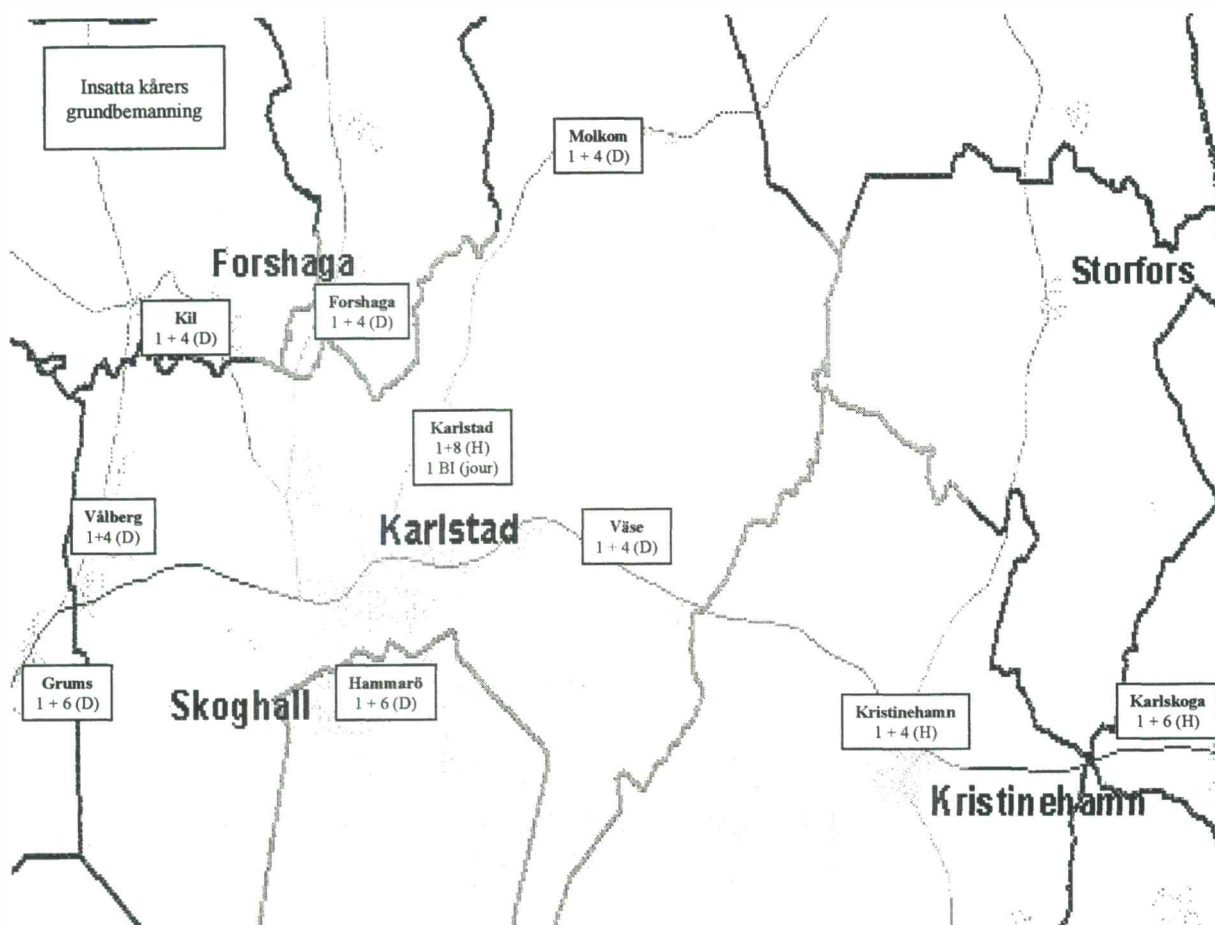 Insatta kårers
grundbemanning
Molkom
1 + 4 (D)
Forshaga
Storfors
Forshaga
1 + 4 (D)
Kil
1 + 4 (D)
Karlstad
1+8 (H)
1 BI (jour)
Vålberg
1+4 (D)
Karlstad
Väse
1 + 4 (D)
Grums
1 + 6 (D)
Skoghall
Hammarö
1 + 6 (D)
Kristinehamn
1 + 4 (H)
Karlskoga
1 + 6 (H)
Kristinehamn